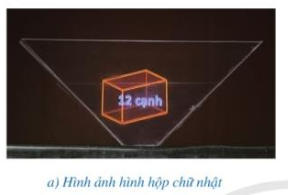 12 cạnh
a) Hình ảnh hình hộp chữ nhật